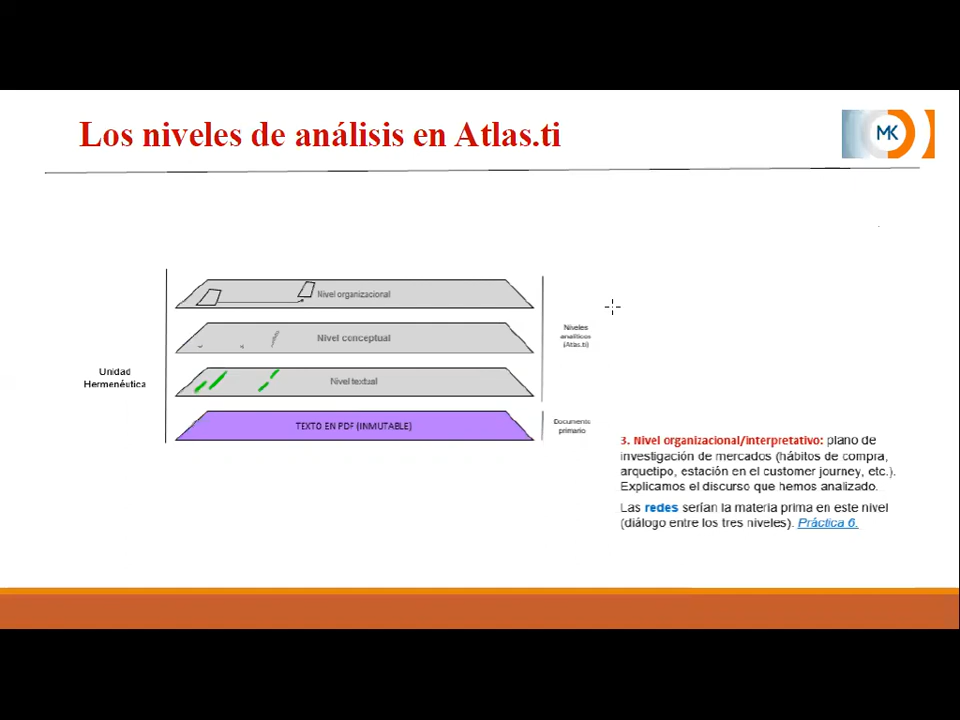 Los niveles de análisis en Atlas.ti
MK
Nivel organizacional
Nivel conceptual
Nivel textual
TEXTO EN PDF (INMUTABLE)
Unidad
Hermenéutica
Niveles
analíticos
(Atlas.ti)
Documento
primario
3. Nivel organizacional/interpretativo: plano de
investigación de mercados (hábitos de compra,
arquetipo, estación en el customer journey, etc.).
Explicamos el discurso que hemos analizado.
Las redes serían la materia prima en este nivel
(diálogo entre los tres niveles). Práctica 6.